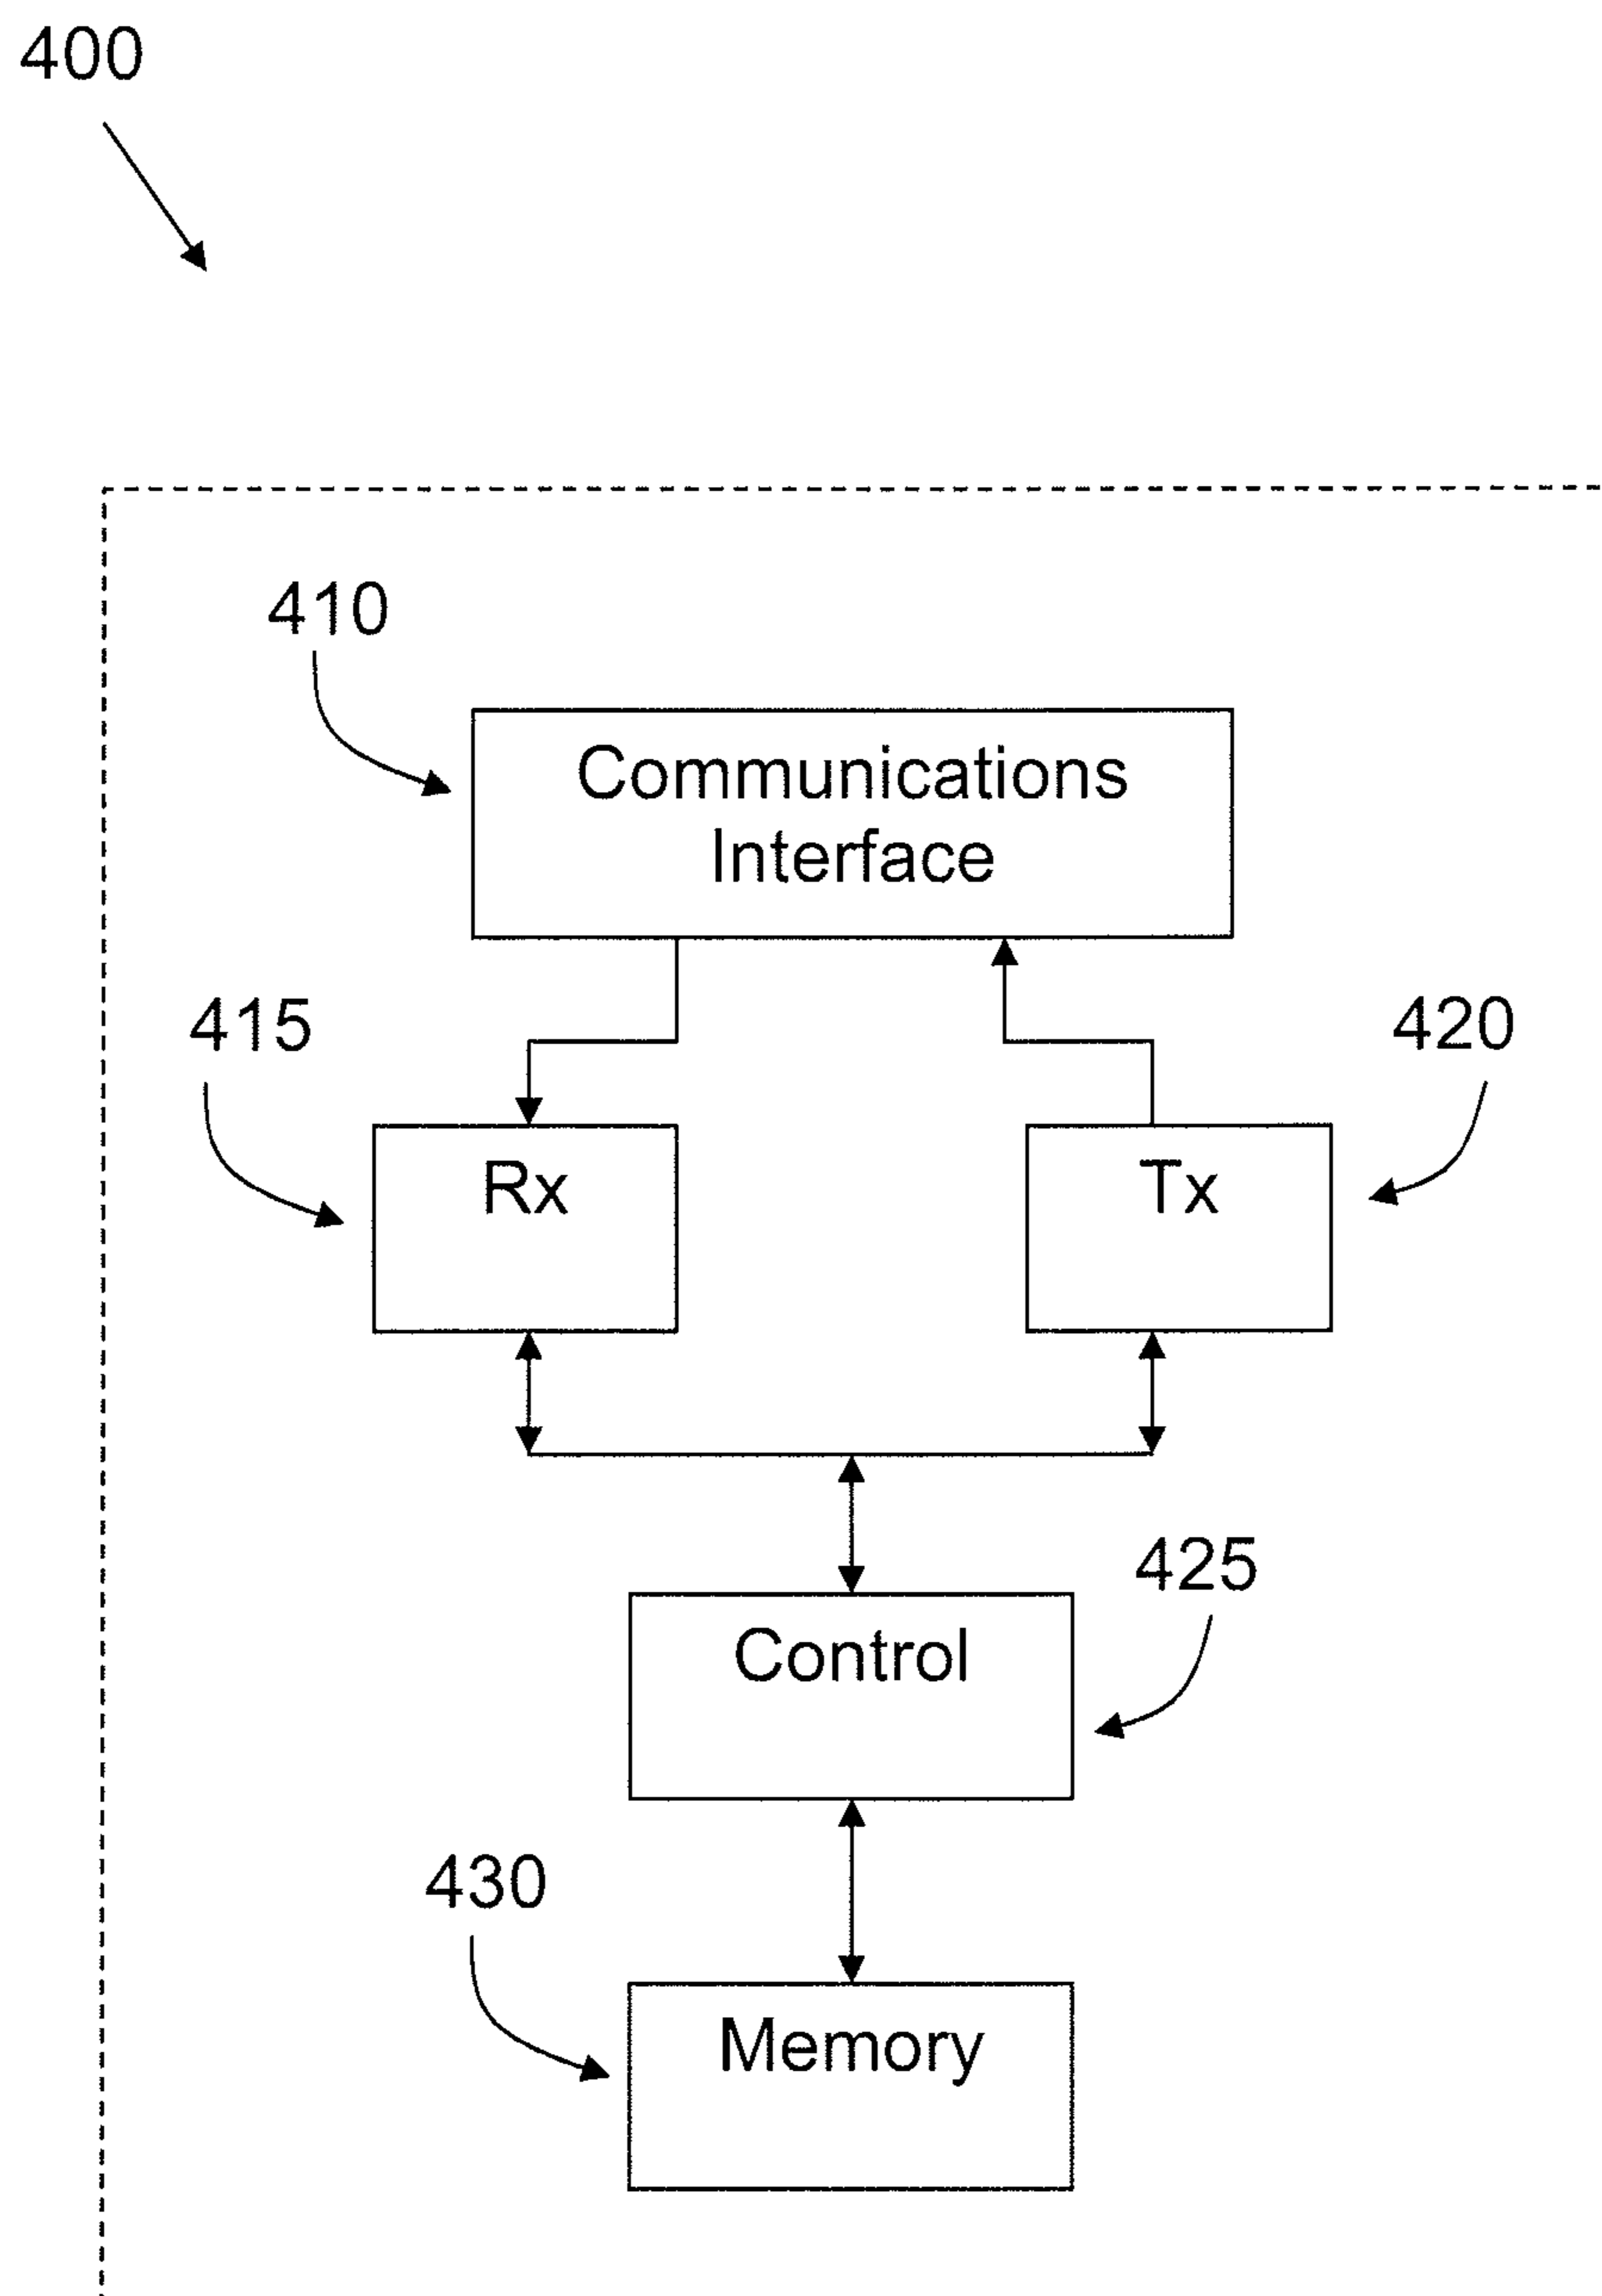 400
410
Communications
Interface
415
420
Rx
Tx
425
Control
430
Memory